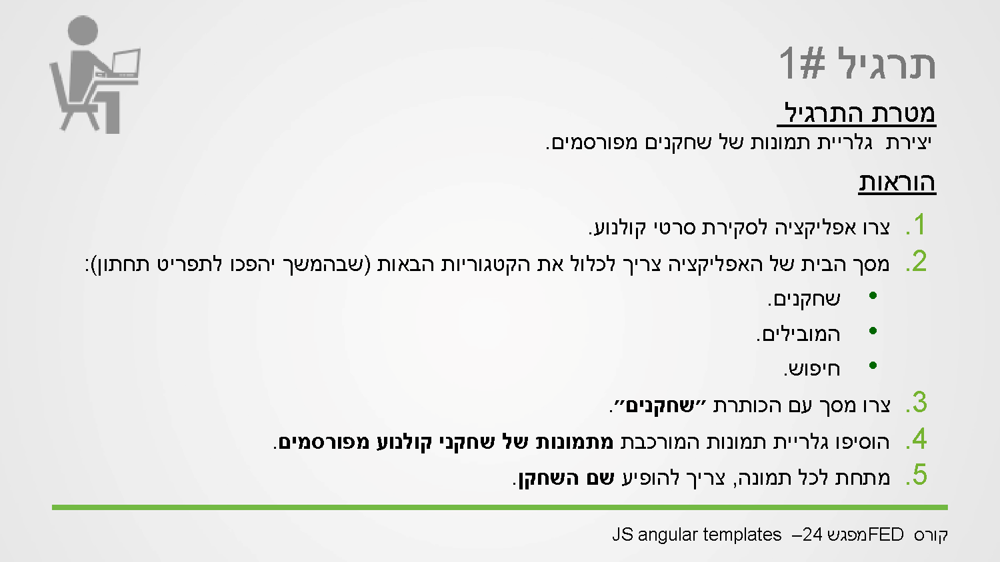 תרגיל #1
מטרת התרגיל
יצירת גלריית תמונות של שחקנים מפורסמים.
הוראות
1. צרו אפליקציה לסקירת סרטי קולנוע.
2. מסך הבית של האפליקציה צריך לכלול את הקטגוריות הבאות (שבהמשך יהפכו לתפריט תחתון):
• שחקנים.
• המובילים.
• חיפוש.
3. צרו מסך עם הכותרת ״שחקנים״.
4. הוסיפו גלריית תמונות המורכבת מתמונות של שחקני קולנוע מפורסמים.
5. מתחת לכל תמונה, צריך להופיע שם השחקן.
קורס FED מפגש 24– JS angular templates